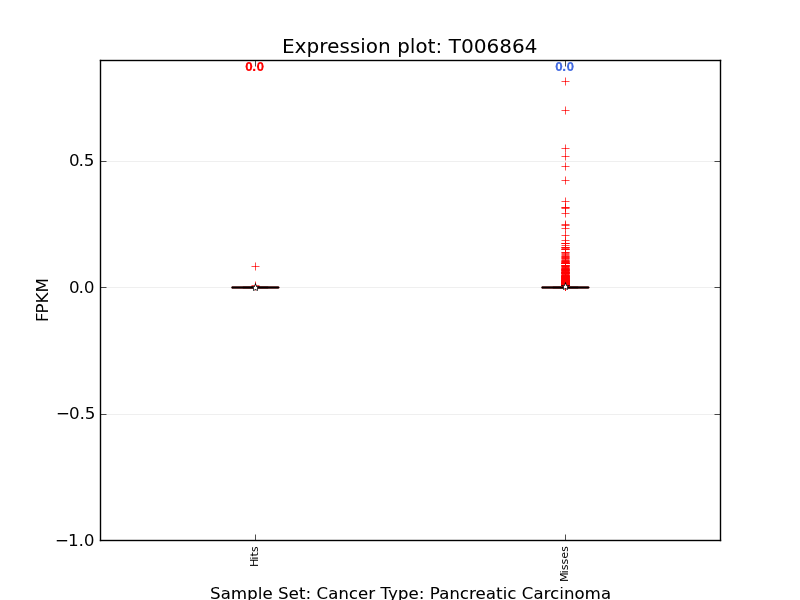 Expression plot: T006864
0.0 0.0
0.5
0.0
−0.5
−1.0
FPKM
Hits Misses
Sample Set: Cancer Type: Pancreatic Carcinoma